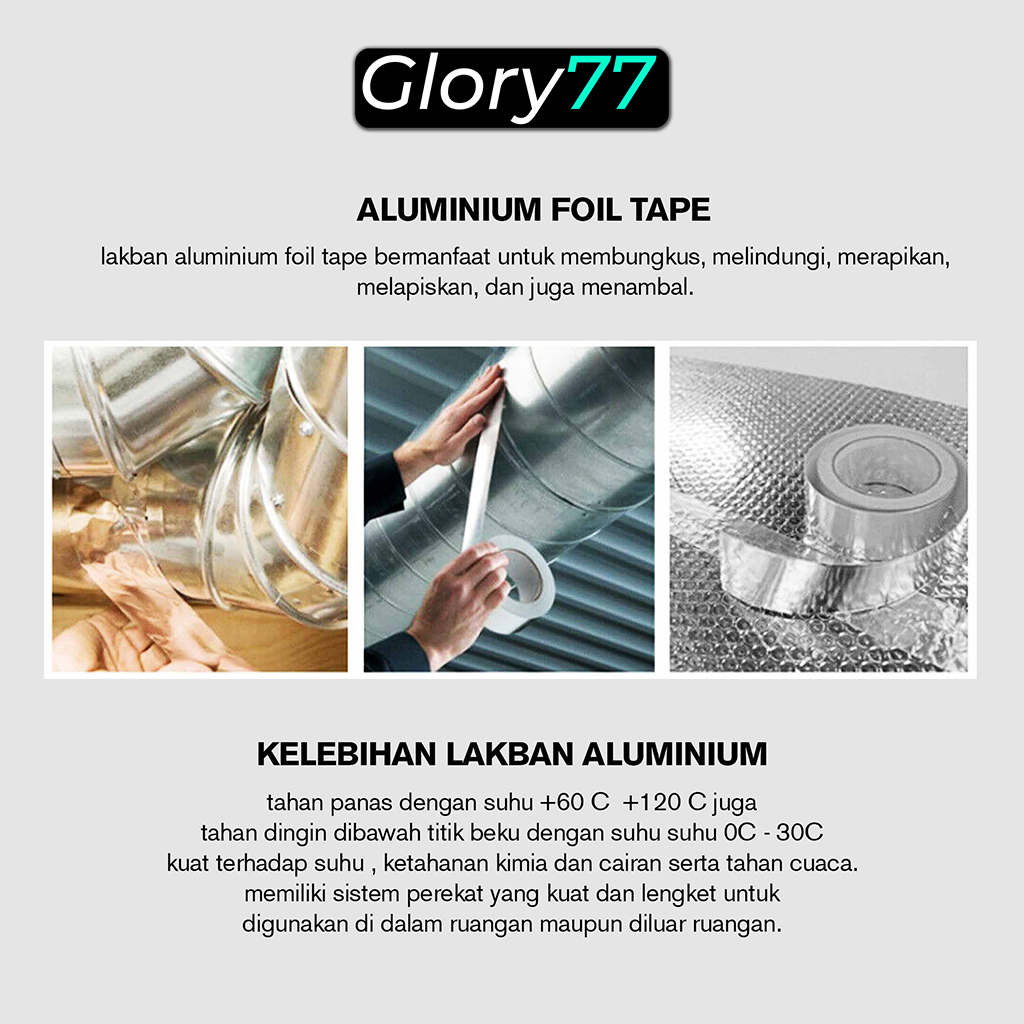 Glory77
ALUMINIUM FOIL TAPE
lakban aluminium foil tape bermanfaat untuk membungkus, melindungi, merapikan,
melapiskan, dan juga menambal.
KELEBIHAN LAKBAN ALUMINIUM
tahan panas dengan suhu +60 C  +120 C juga
tahan dingin dibawah titik beku dengan suhu suhu 0C - 30C
kuat terhadap suhu , ketahanan kimia dan cairan serta tahan cuaca.
memiliki sistem perekat yang kuat dan lengket untuk
digunakan di dalam ruangan maupun diluar ruangan.